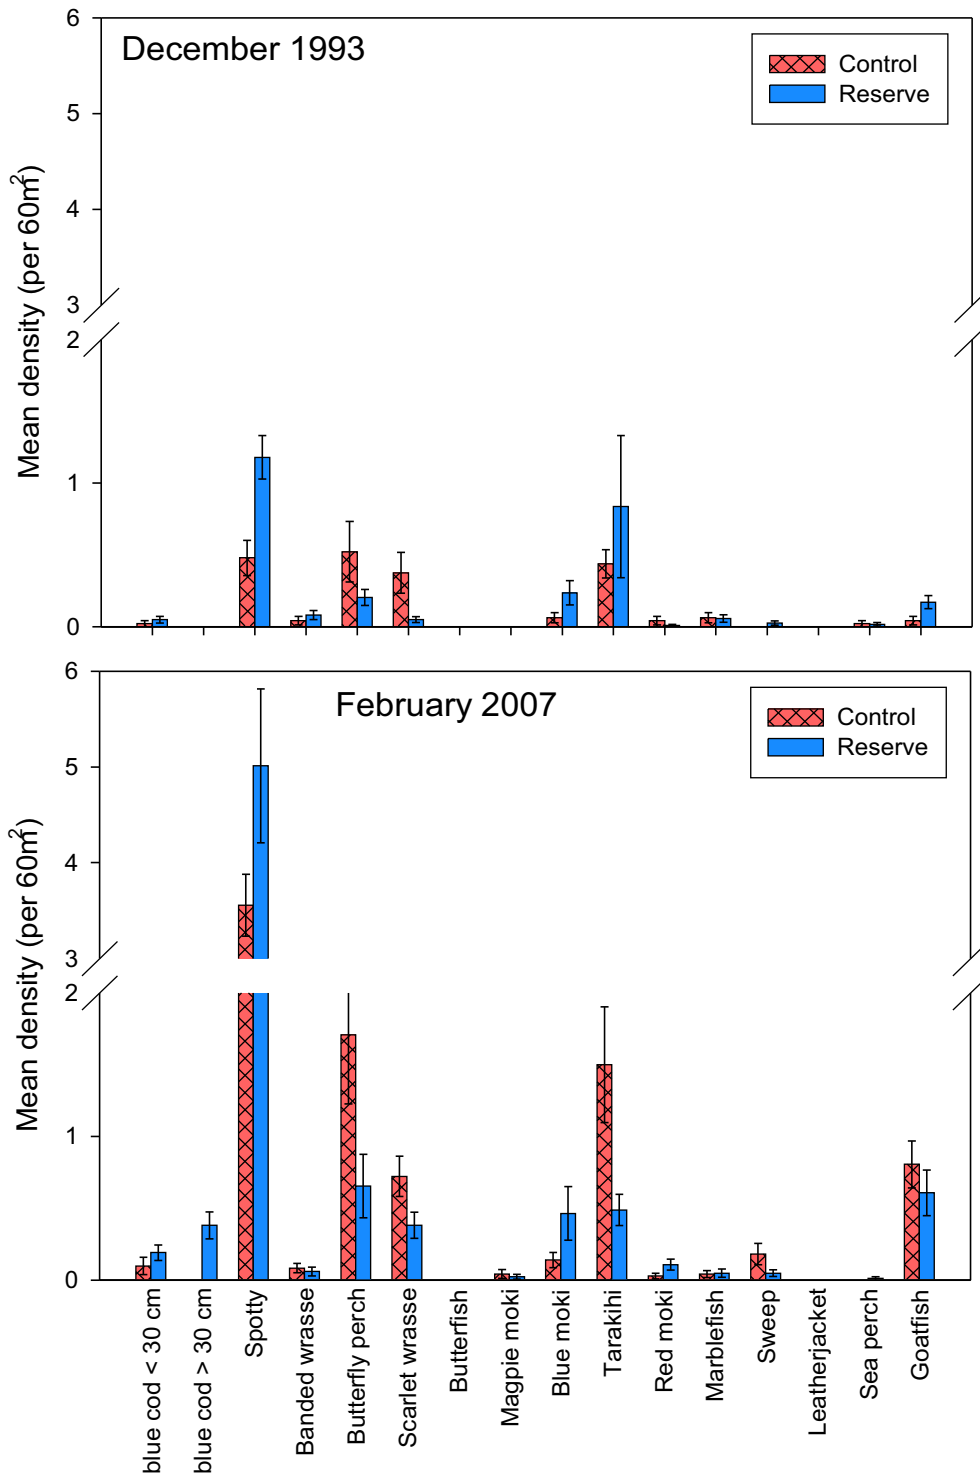 December 1993
Control
Reserve
Mean density (per 60m²)
6
5
4
3
2
1
0
February 2007
Control
Reserve
Mean density (per 60m²)
6
5
4
3
2
1
0
blue cod < 30 cm
blue cod > 30 cm
Spotty
Banded wrasse
Butterfly perch
Scarlet wrasse
Butterfish
Magpie moki
Blue moki
Tarakihi
Red moki
Marblefish
Sweep
Leatherjacket
Sea perch
Goatfish